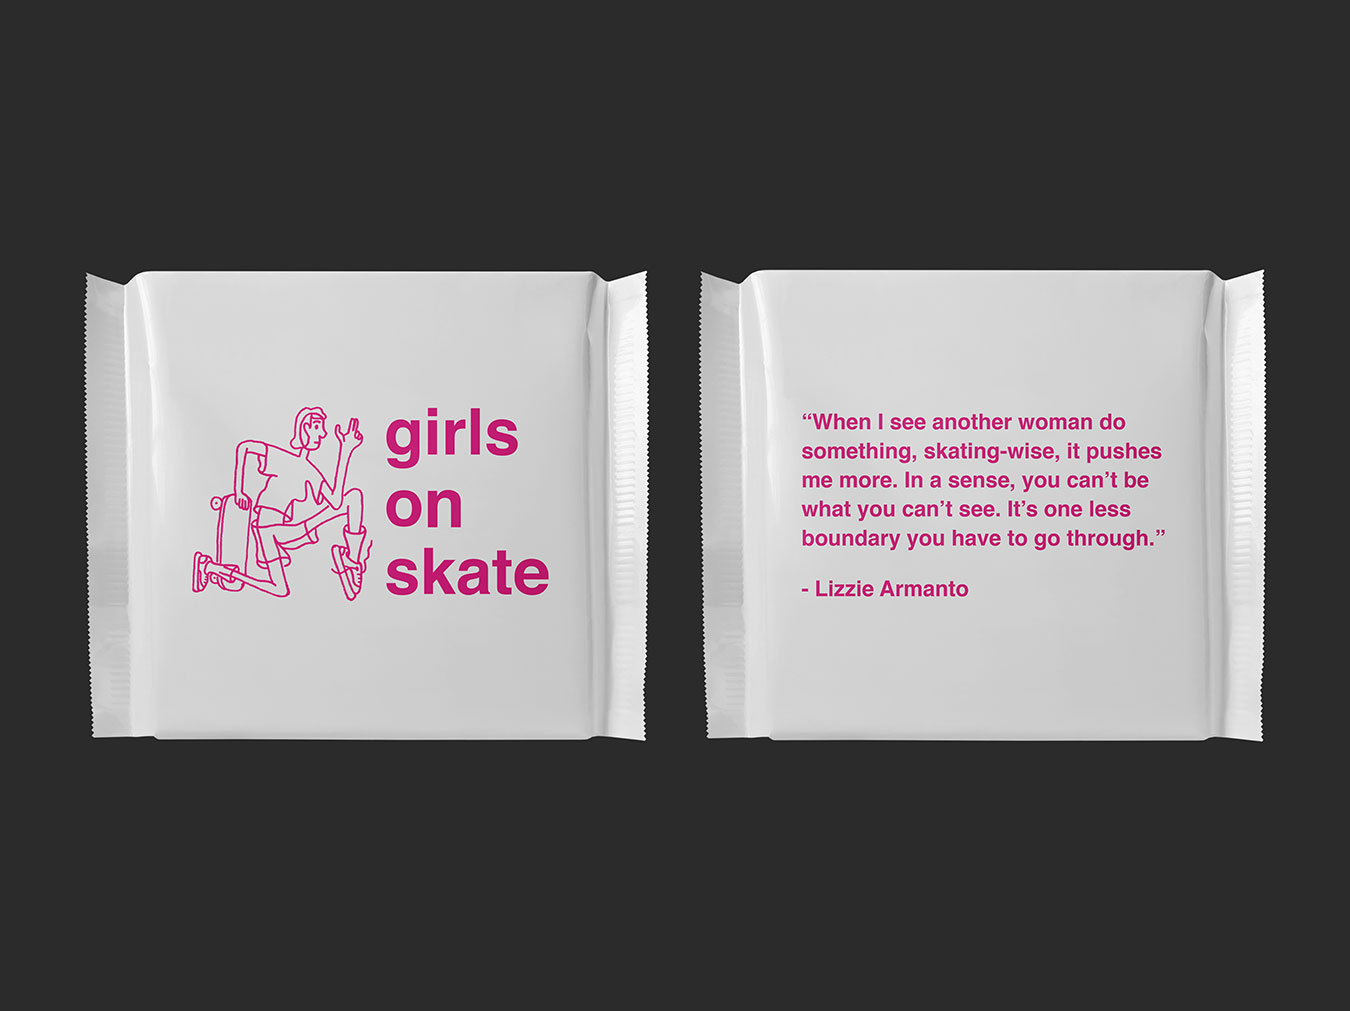 girls
on
skate
“When I see another woman do
something, skating-wise, it pushes
me more. In a sense, you can’t be
what you can’t see. It’s one less
boundary you have to go through.”
- Lizzie Armanto